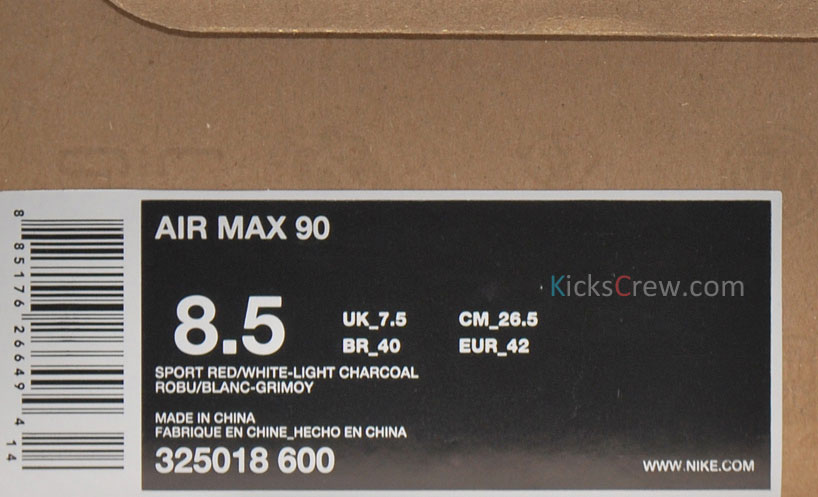 AIR MAX 90
KicksCrew.com
8.5
UK_7.5 CM_26.5
BR_40 EUR_42
SPORT RED/WHITE-LIGHT CHARCOAL
ROBU/BLANC-GRIMOY
MADE IN CHINA
FABRIQUE EN CHINE_HECHO EN CHINA
325018 600
WWW.NIKE.COM
8 85176 26649 4 14